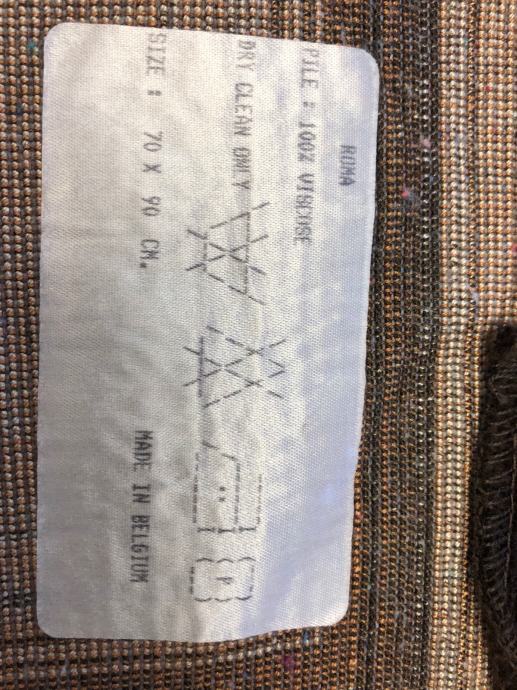 ROMA
PILE : 100% VISCOSE
DRY CLEAN ONLY
P
SIZE : 70 X 90 CM.
MADE IN BELGIUM